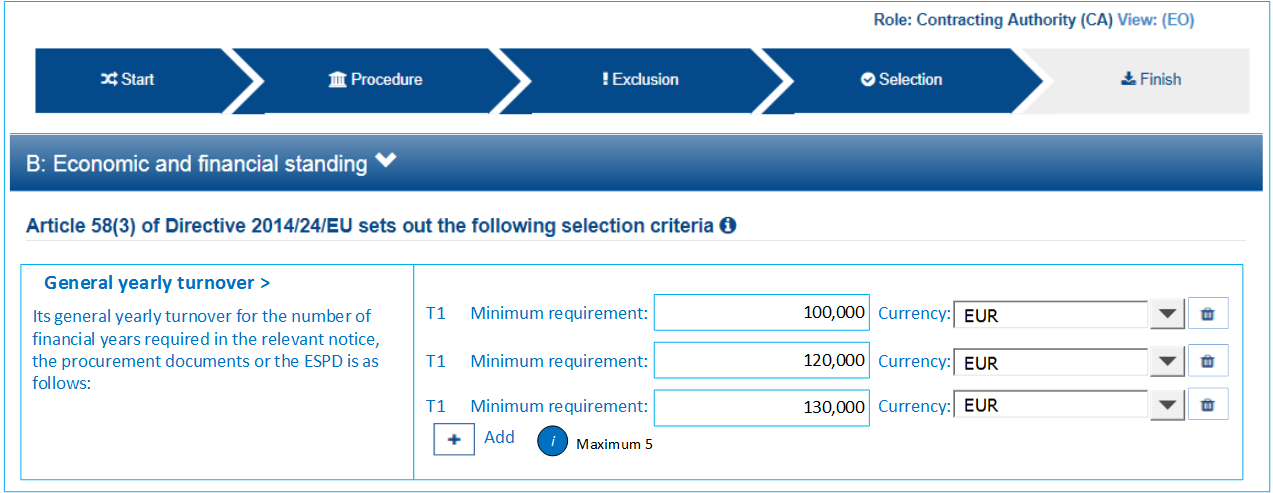 Role: Contracting Authority (CA) View: (EO)
Start Procedure Exclusion Selection Finish
B: Economic and financial standing
Article 58(3) of Directive 2014/24/EU sets out the following selection criteria
General yearly turnover >
Its general yearly turnover for the number of
financial years required in the relevant notice,
the procurement documents or the ESPD is as
follows:
T1 Minimum requirement: 100,000 Currency: EUR
T1 Minimum requirement: 120,000 Currency: EUR
T1 Minimum requirement: 130,000 Currency: EUR
+ Add i Maximum 5